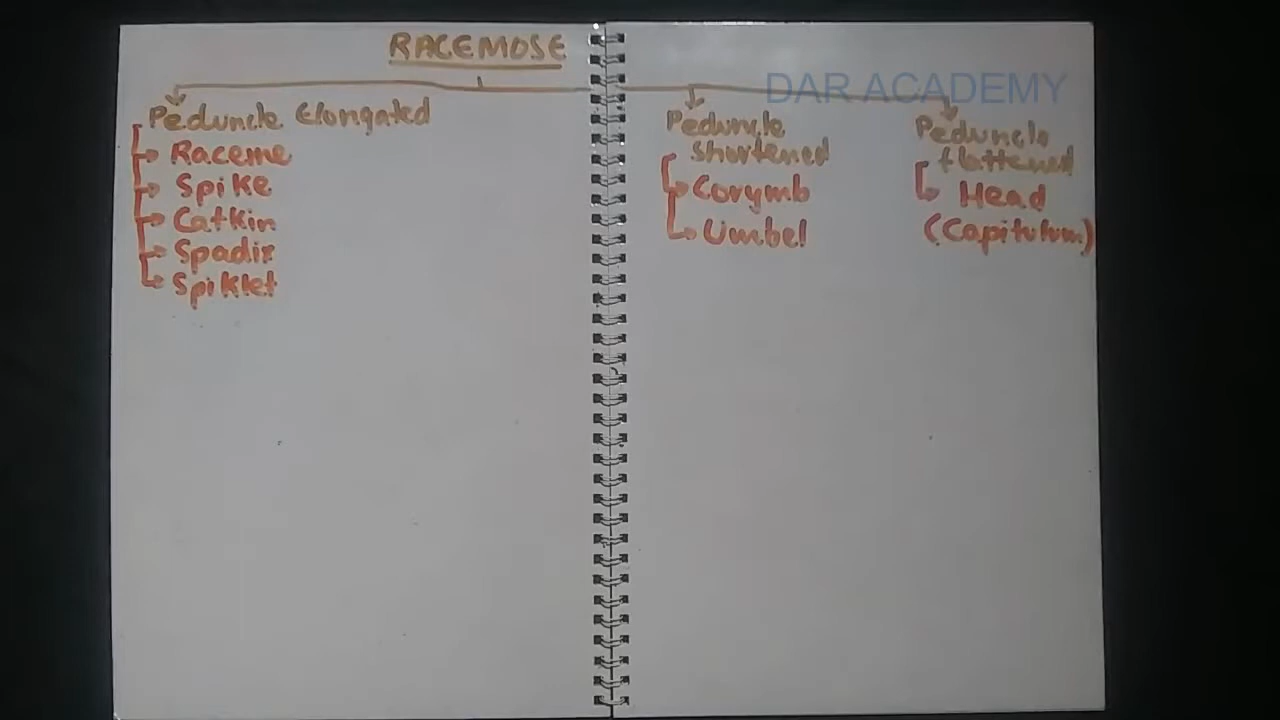 RACEMOSE
DAR ACADEMY
Peduncle Elongated
Raceme
Spike
Catkin
Spadix
Spiklet
Peduncle
shortened
Corymb
Umbel
Peduncle
flattened
Head
(Capitulum)